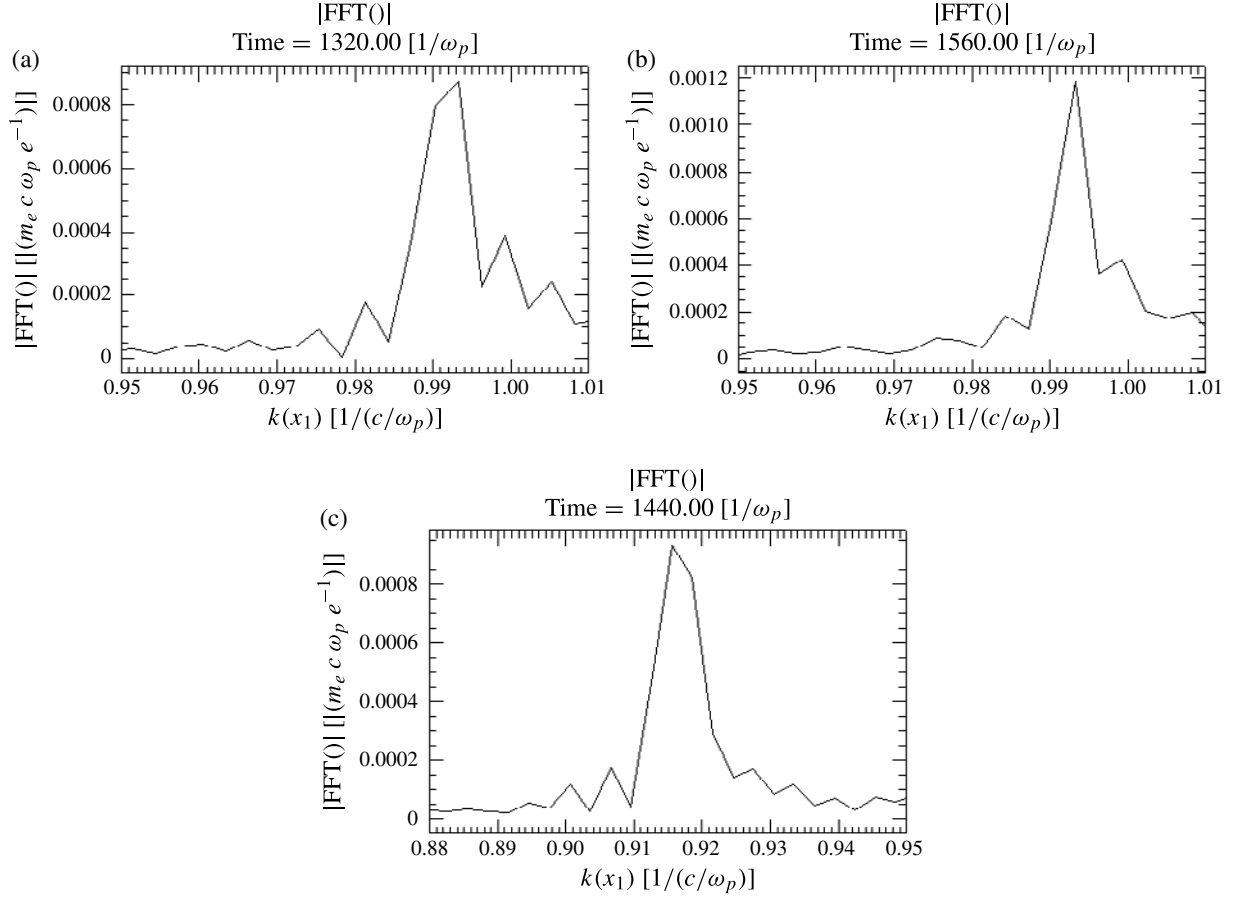 (a)
|FFT()|
Time = 1320.00 [1/ω_p]
|FFT()| [|(m_e c ω_p e^{−1})|]
0.0008
0.0006
0.0004
0.0002
0
0.95 0.96 0.97 0.98 0.99 1.00 1.01
k(x_1) [1/(c/ω_p)]
(b)
|FFT()|
Time = 1560.00 [1/ω_p]
|FFT()| [|(m_e c ω_p e^{−1})|]
0.0012
0.0010
0.0008
0.0006
0.0004
0.0002
0
0.95 0.96 0.97 0.98 0.99 1.00 1.01
k(x_1) [1/(c/ω_p)]
(c)
|FFT()|
Time = 1440.00 [1/ω_p]
|FFT()| [|(m_e c ω_p e^{−1})|]
0.0008
0.0006
0.0004
0.0002
0
0.88 0.89 0.90 0.91 0.92 0.93 0.94 0.95
k(x_1) [1/(c/ω_p)]